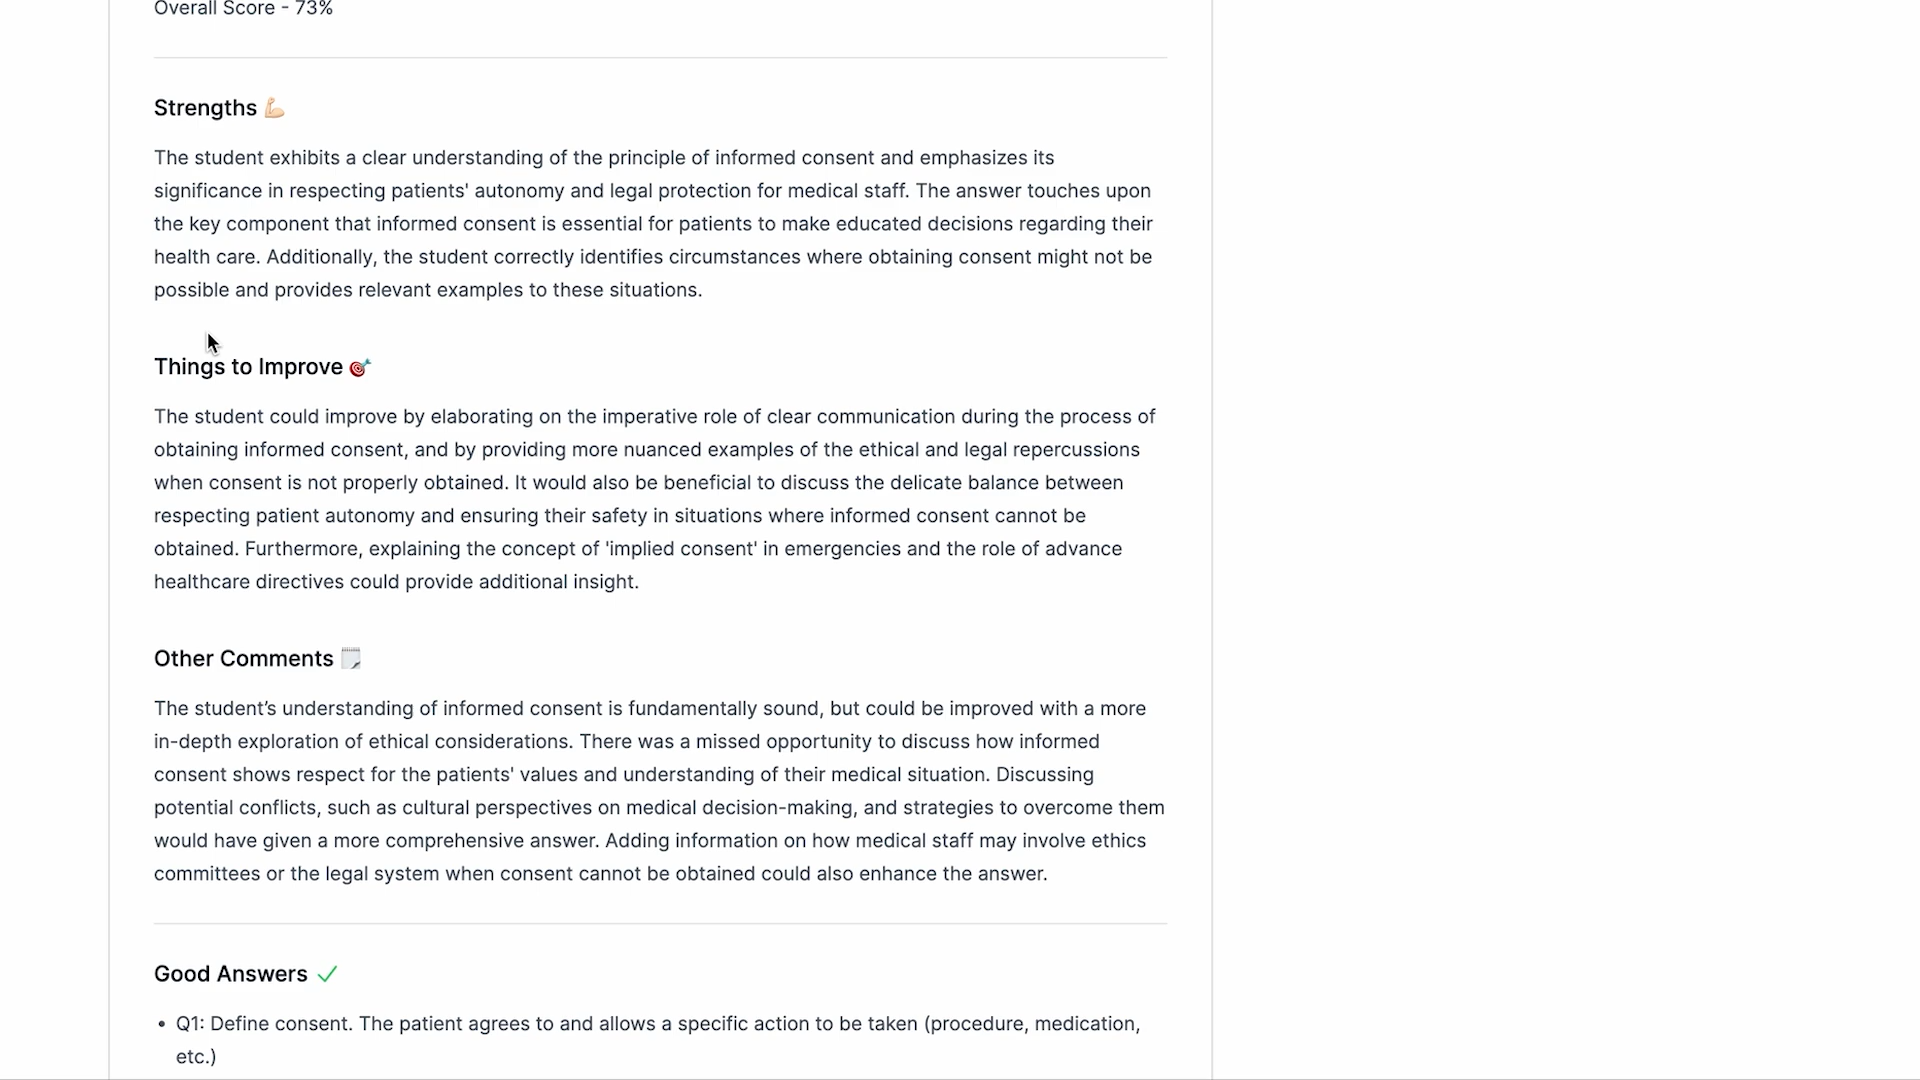 Overall Score - 73%
Strengths 💪🏻
The student exhibits a clear understanding of the principle of informed consent and emphasizes its
significance in respecting patients' autonomy and legal protection for medical staff. The answer touches upon
the key component that informed consent is essential for patients to make educated decisions regarding their
health care. Additionally, the student correctly identifies circumstances where obtaining consent might not be
possible and provides relevant examples to these situations.
Things to Improve 🎯
The student could improve by elaborating on the imperative role of clear communication during the process of
obtaining informed consent, and by providing more nuanced examples of the ethical and legal repercussions
when consent is not properly obtained. It would also be beneficial to discuss the delicate balance between
respecting patient autonomy and ensuring their safety in situations where informed consent cannot be
obtained. Furthermore, explaining the concept of 'implied consent' in emergencies and the role of advance
healthcare directives could provide additional insight.
Other Comments 🗒️
The student’s understanding of informed consent is fundamentally sound, but could be improved with a more
in-depth exploration of ethical considerations. There was a missed opportunity to discuss how informed
consent shows respect for the patients' values and understanding of their medical situation. Discussing
potential conflicts, such as cultural perspectives on medical decision-making, and strategies to overcome them
would have given a more comprehensive answer. Adding information on how medical staff may involve ethics
committees or the legal system when consent cannot be obtained could also enhance the answer.
Good Answers ✓
• Q1: Define consent. The patient agrees to and allows a specific action to be taken (procedure, medication,
etc.)